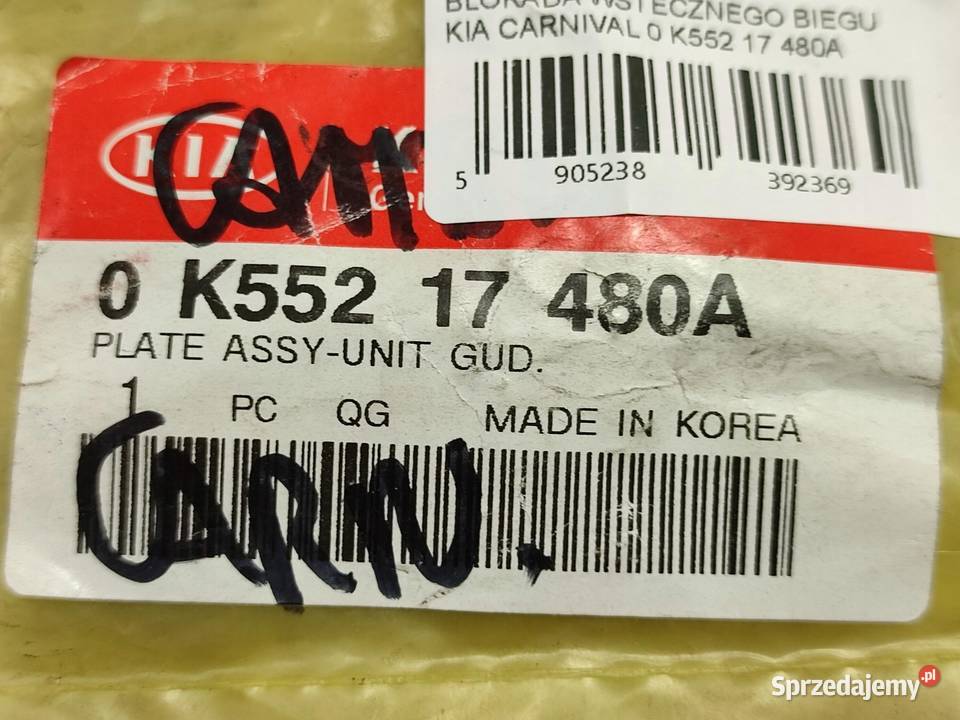 BLOKADA WSTECZNEGO BIEGU
KIA CARNIVAL 0 K552 17 480A
5 905238 392369
KIA
0 K552 17 480A
PLATE ASSY-UNIT GUD.
1 PC QG MADE IN KOREA
CARN.
Sprzedajemy.pl